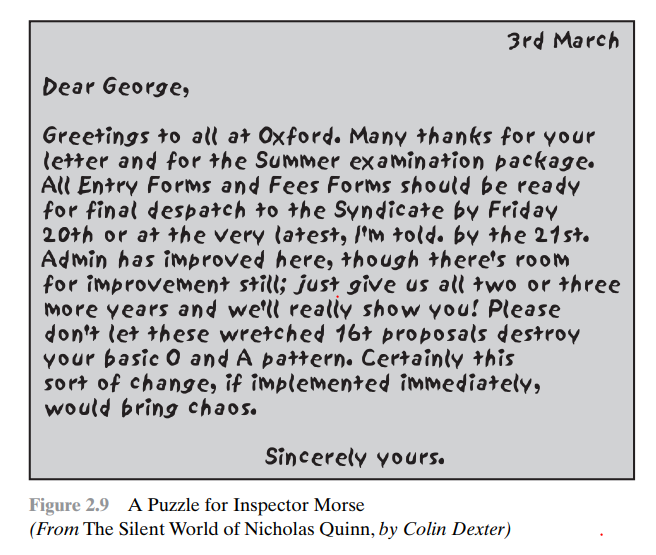 3rd March
Dear George,
Greetings to all at Oxford. Many thanks for your
letter and for the Summer examination package.
All Entry Forms and Fees Forms should be ready
for final despatch to the Syndicate by Friday
20th or at the very latest, I'm told. by the 21st.
Admin has improved here, though there's room
for improvement still; just give us all two or three
more years and we'll really show you! Please
don't let these wretched 16t proposals destroy
your basic O and A pattern. Certainly this
sort of change, if implemented immediately,
would bring chaos.
Sincerely yours.
Figure 2.9 A Puzzle for Inspector Morse
(From The Silent World of Nicholas Quinn, by Colin Dexter)